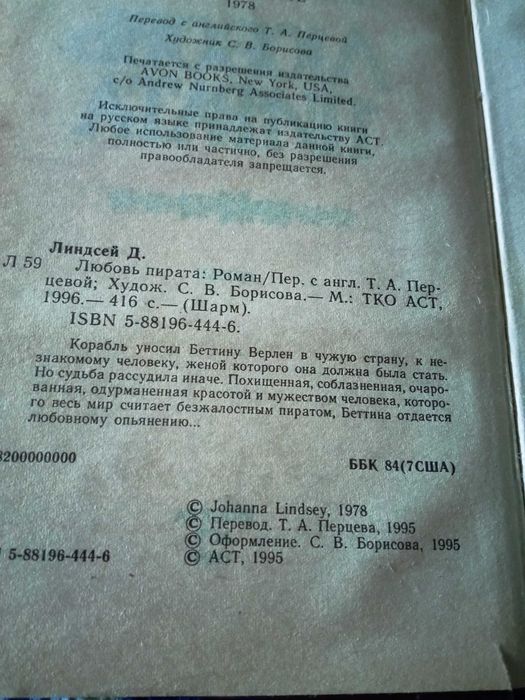 1978
Перевод с английского Т. А. Перцевой
Художник С. В. Борисова
Печатается с разрешения издательства
AVON BOOKS, New York, USA,
c/o Andrew Nurnberg Associates Limited.
Исключительные права на публикацию книги
на русском языке принадлежат издательству АСТ.
Любое использование материала данной книги,
полностью или частично, без разрешения
правообладателя запрещается.
Линдсей Д.
Л 59 Любовь пирата: Роман/Пер. с англ. Т. А. Пер-
цевой; Худож. С. В. Борисова.— М.: ТКО АСТ,
1996.— 416 с.— (Шарм).
ISBN 5-88196-444-6.
Корабль уносил Беттину Верлен в чужую страну, к не-
знакомому человеку, женой которого она должна была стать.
Но судьба рассудила иначе. Похищенная, соблазненная, очаро-
ванная, одурманенная красотой и мужеством человека, которо-
го весь мир считает безжалостным пиратом, Беттина отдается
любовному опьянению...
8200000000
ББК 84(7США)
© Johanna Lindsey, 1978
© Перевод. Т. А. Перцева, 1995
© Оформление. С. В. Борисова, 1995
5-88196-444-6 © АСТ, 1995